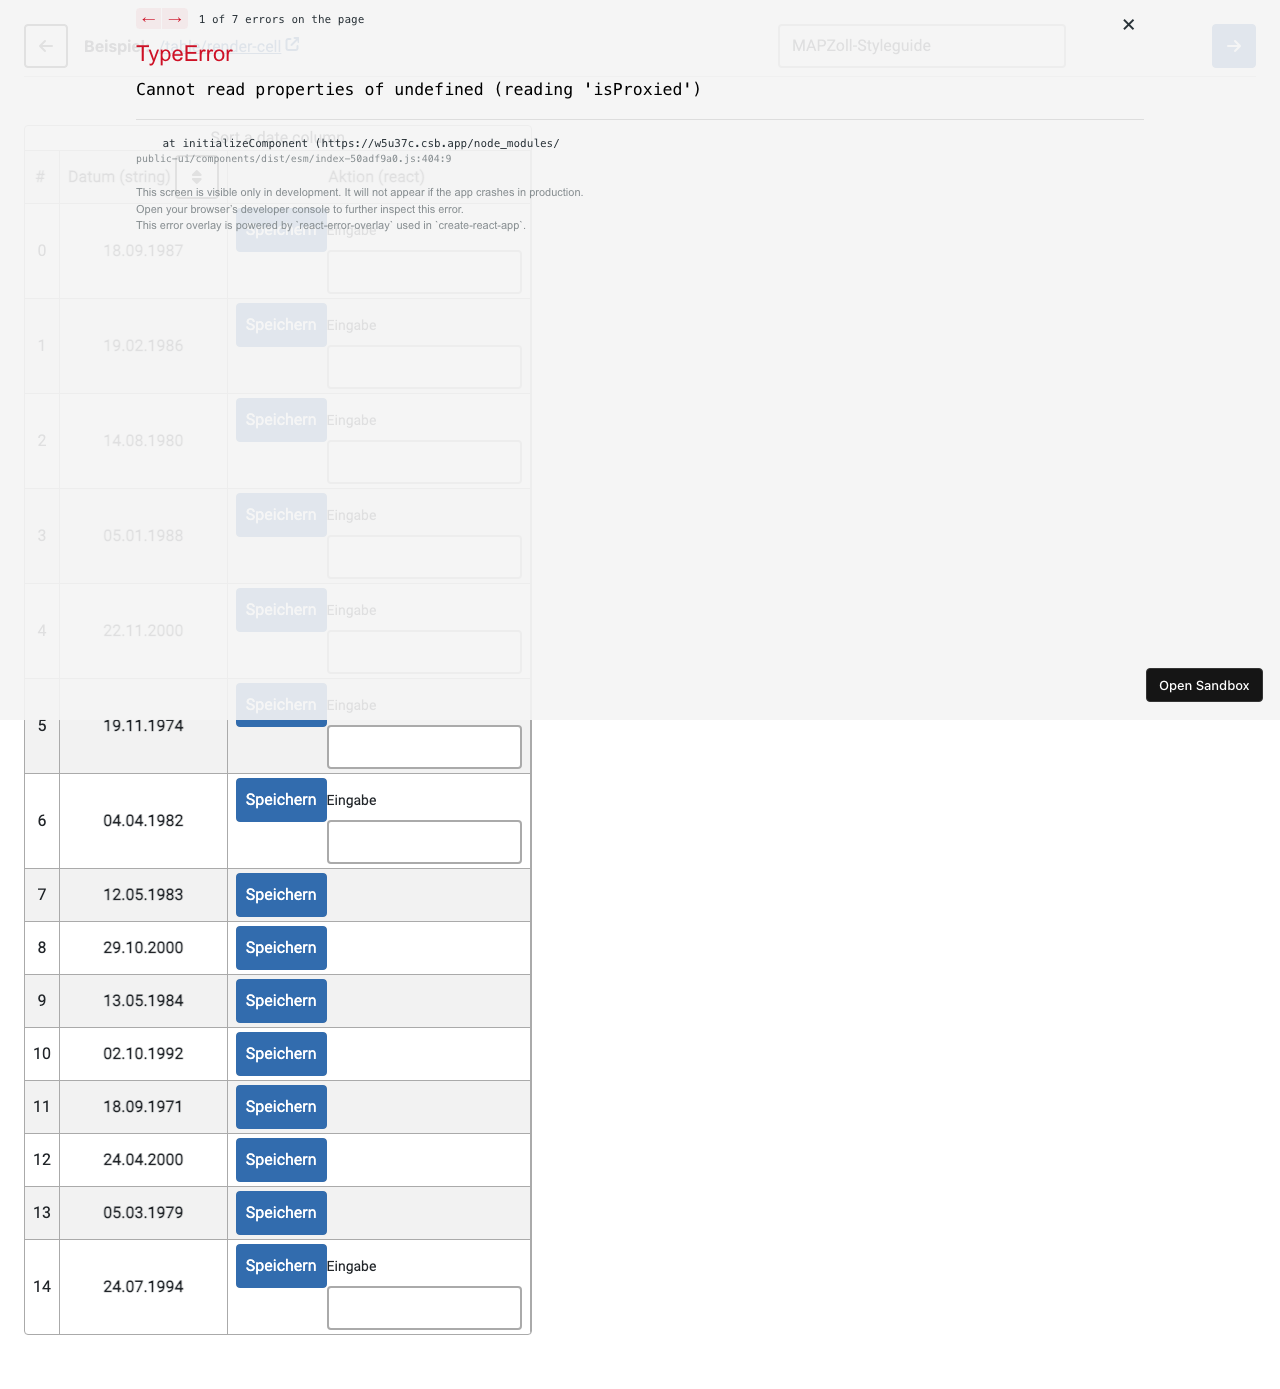 ← → 1 of 7 errors on the page
Beispiel /table/render-cell
MAPZoll-Styleguide
TypeError
Cannot read properties of undefined (reading 'isProxied')
Sort a date column
at initializeComponent (https://w5u37c.csb.app/node_modules/
public-ui/components/dist/esm/index-50adf9a0.js:404:9
# Datum (string) Aktion (react)
This screen is visible only in development. It will not appear if the app crashes in production.
Open your browser's developer console to further inspect this error.
This error overlay is powered by `react-error-overlay` used in `create-react-app`.
0 18.09.1987 Speichern Eingabe
1 19.02.1986 Speichern Eingabe
2 14.08.1980 Speichern Eingabe
3 05.01.1988 Speichern Eingabe
4 22.11.2000 Speichern Eingabe
Open Sandbox
5 19.11.1974 Speichern Eingabe
6 04.04.1982 Speichern Eingabe
7 12.05.1983 Speichern
8 29.10.2000 Speichern
9 13.05.1984 Speichern
10 02.10.1992 Speichern
11 18.09.1971 Speichern
12 24.04.2000 Speichern
13 05.03.1979 Speichern
14 24.07.1994 Speichern Eingabe